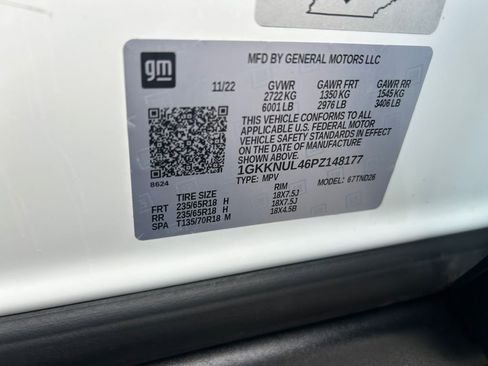 gm
MFD BY GENERAL MOTORS LLC
11/22 GVWR GAWR FRT GAWR RR
2722 KG 1350 KG 1545 KG
6001 LB 2976 LB 3406 LB
THIS VEHICLE CONFORMS TO ALL
APPLICABLE U.S. FEDERAL MOTOR
VEHICLE SAFETY STANDARDS IN EFFECT
ON THE DATE OF MANUFACTURE
SHOWN ABOVE.
1GKKNUL46PZ148177
8624 TYPE: MPV MODEL: 67TND26
TIRE SIZE RIM
FRT 235/65R18 H 18X7.5J
RR 235/65R18 H 18X7.5J
SPA T135/70R18 M 18X4.5B